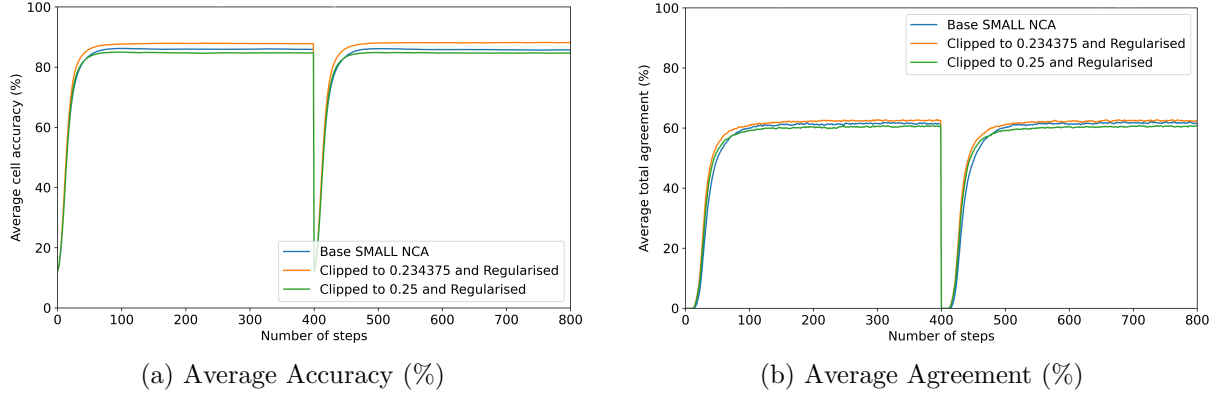 100
80
60
40
20
0
Average cell accuracy (%)
Base SMALL NCA
Clipped to 0.234375 and Regularised
Clipped to 0.25 and Regularised
0 100 200 300 400 500 600 700 800
Number of steps
(a) Average Accuracy (%)
100
80
60
40
20
0
Average total agreement (%)
Base SMALL NCA
Clipped to 0.234375 and Regularised
Clipped to 0.25 and Regularised
0 100 200 300 400 500 600 700 800
Number of steps
(b) Average Agreement (%)